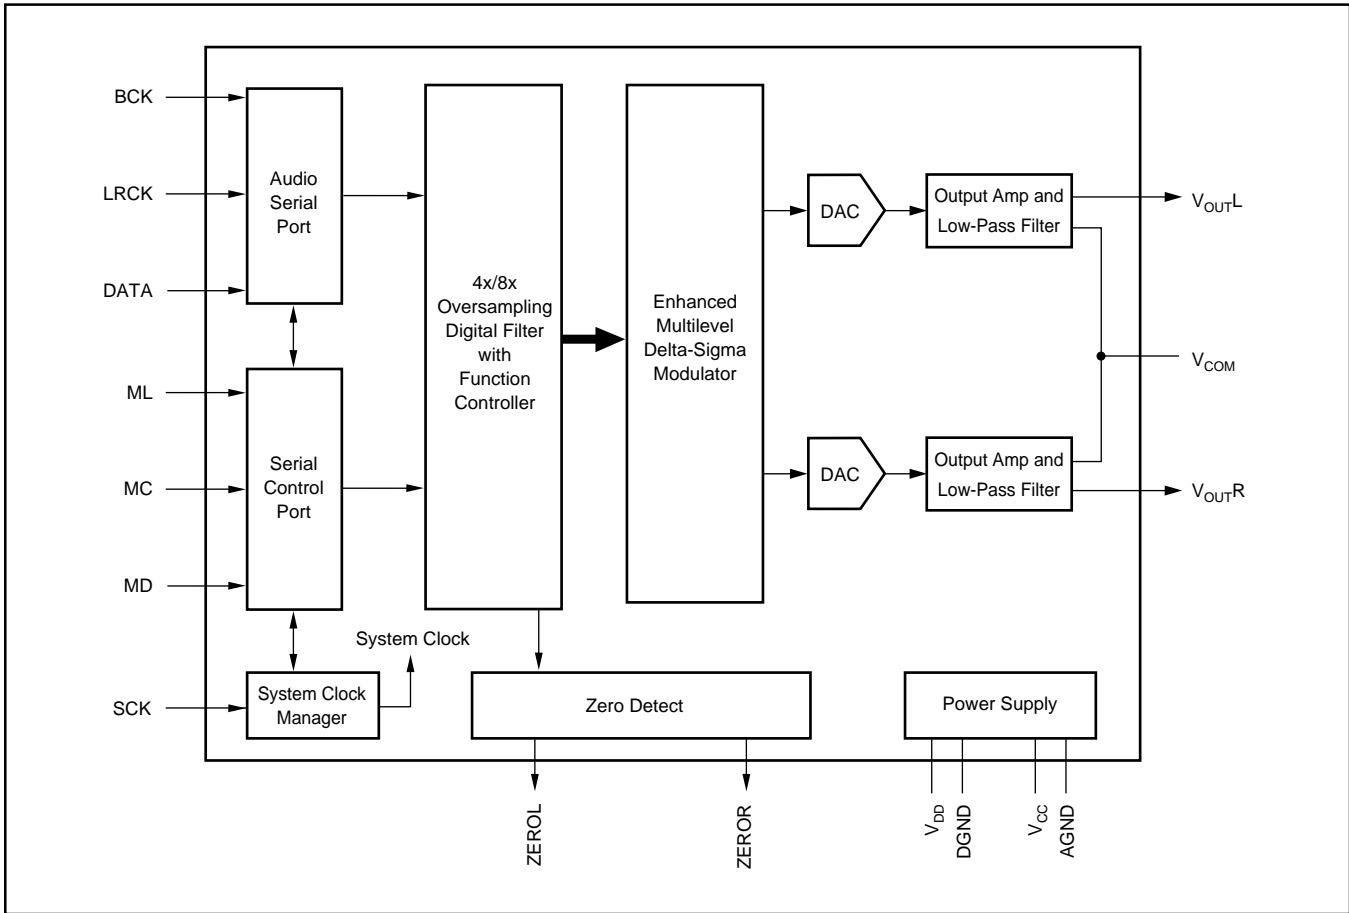 BCK
LRCK
DATA
ML
MC
MD
SCK
Audio
Serial
Port
Serial
Control
Port
System Clock
Manager
System Clock
4x/8x
Oversampling
Digital Filter
with
Function
Controller
Enhanced
Multilevel
Delta-Sigma
Modulator
DAC
Output Amp and
Low-Pass Filter
VOUTL
VCOM
DAC
Output Amp and
Low-Pass Filter
VOUTR
Zero Detect
Power Supply
ZEROL
ZEROR
VDD
DGND
VCC
AGND